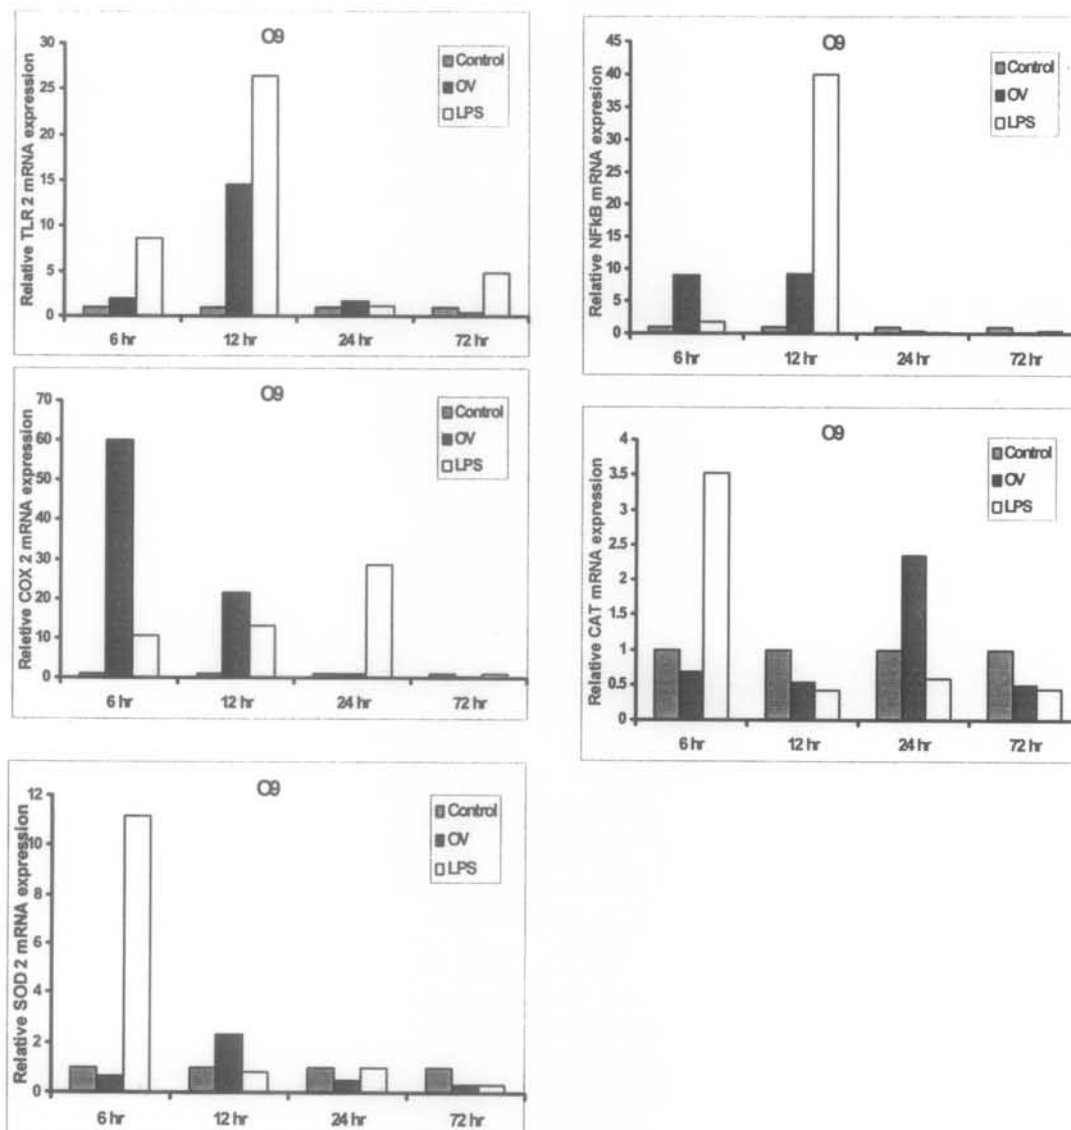 O9
Relative TLR 2 mRNA expression
30
25
20
15
10
5
0
Control
OV
LPS
6 hr 12 hr 24 hr 72 hr
O9
Relative NFkB mRNA expresion
45
40
35
30
25
20
15
10
5
0
Control
OV
LPS
6 hr 12 hr 24 hr 72 hr
O9
Reletive COX 2 mRNA expression
70
60
50
40
30
20
10
0
Control
OV
LPS
6 hr 12 hr 24 hr 72 hr
O9
Relative CAT mRNA expression
4
3.5
3
2.5
2
1.5
1
0.5
0
Control
OV
LPS
6 hr 12 hr 24 hr 72 hr
O9
Relative SOD 2 mRNA expression
12
10
8
6
4
2
0
Control
OV
LPS
6 hr 12 hr 24 hr 72 hr